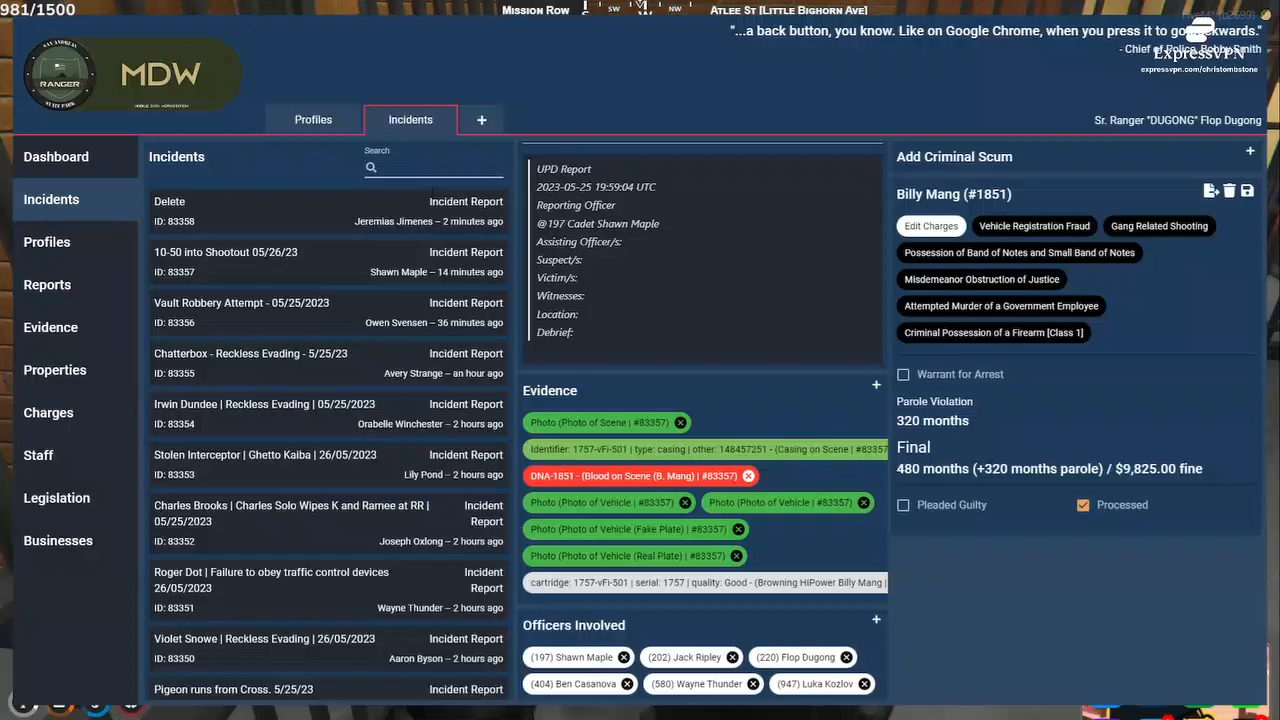 981/1500
Mission Row
SW
NW
Atlee St [Little Bighorn Ave]
"...a back button, you know. Like on Google Chrome, when you press it to go backwards."
- Chief of Police, Bobby Smith
ExpressVPN
expressvpn.com/christombstone
SAN ANDREAS
RANGER
STATE PARK
MDW
MOBILE DATA WORKSTATION
Profiles
Incidents
+
Sr. Ranger "DUGONG" Flop Dugong
Dashboard
Incidents
Profiles
Reports
Evidence
Properties
Charges
Staff
Legislation
Businesses
Incidents
Search
Delete Incident Report
ID: 83358 Jeremias Jimenes – 2 minutes ago
10-50 into Shootout 05/26/23 Incident Report
ID: 83357 Shawn Maple – 14 minutes ago
Vault Robbery Attempt - 05/25/2023 Incident Report
ID: 83356 Owen Svensen – 36 minutes ago
Chatterbox - Reckless Evading - 5/25/23 Incident Report
ID: 83355 Avery Strange – an hour ago
Irwin Dundee | Reckless Evading | 05/25/2023 Incident Report
ID: 83354 Orabelle Winchester – 2 hours ago
Stolen Interceptor | Ghetto Kaiba | 26/05/2023 Incident Report
ID: 83353 Lily Pond – 2 hours ago
Charles Brooks | Charles Solo Wipes K and Ramee at RR | Incident
05/25/2023 Report
ID: 83352 Joseph Oxlong – 2 hours ago
Roger Dot | Failure to obey traffic control devices Incident
26/05/2023 Report
ID: 83351 Wayne Thunder – 2 hours ago
Violet Snowe | Reckless Evading | 26/05/2023 Incident Report
ID: 83350 Aaron Byson – 2 hours ago
Pigeon runs from Cross. 5/25/23 Incident Report
UPD Report
2023-05-25 19:59:04 UTC
Reporting Officer
@197 Cadet Shawn Maple
Assisting Officer/s:
Suspect/s:
Victim/s:
Witnesses:
Location:
Debrief:
Evidence +
Photo (Photo of Scene | #83357)
Identifier: 1757-vFi-501 | type: casing | other: 148457251 - (Casing on Scene | #83357
DNA-1851 - (Blood on Scene (B. Mang) | #83357)
Photo (Photo of Vehicle | #83357) Photo (Photo of Vehicle | #83357)
Photo (Photo of Vehicle (Fake Plate) | #83357)
Photo (Photo of Vehicle (Real Plate) | #83357)
cartridge: 1757-vFi-501 | serial: 1757 | quality: Good - (Browning HiPower Billy Mang |
Officers Involved +
(197) Shawn Maple (202) Jack Ripley (220) Flop Dugong
(404) Ben Casanova (580) Wayne Thunder (947) Luka Kozlov
Add Criminal Scum +
Billy Mang (#1851)
Edit Charges Vehicle Registration Fraud Gang Related Shooting
Possession of Band of Notes and Small Band of Notes
Misdemeanor Obstruction of Justice
Attempted Murder of a Government Employee
Criminal Possession of a Firearm [Class 1]
Warrant for Arrest
Parole Violation
320 months
Final
480 months (+320 months parole) / $9,825.00 fine
Pleaded Guilty Processed